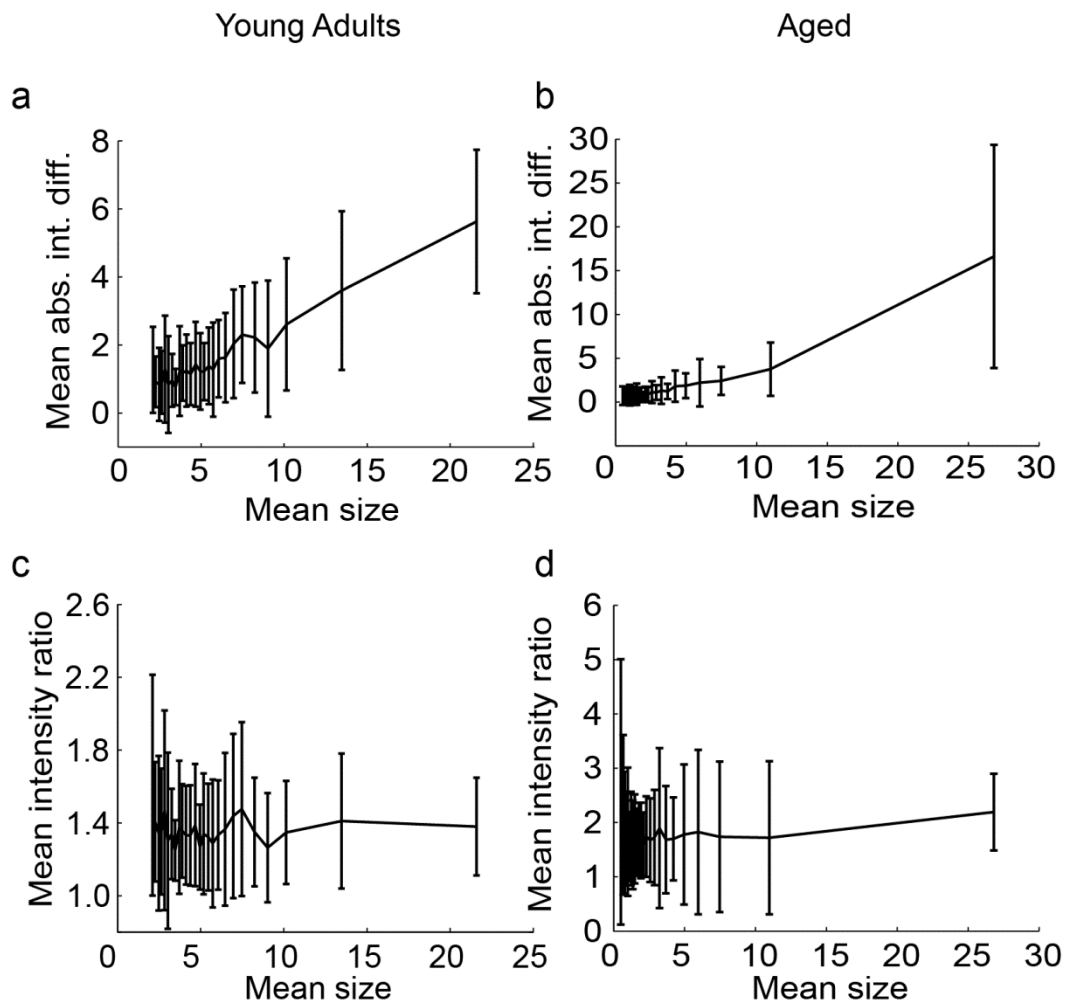 Young Adults
Aged
a
b
Mean abs. int. diff.
8
6
4
2
0
0 5 10 15 20 25
Mean size
Mean abs. int. diff.
30
25
20
15
10
5
0
0 5 10 15 20 25 30
Mean size
c
d
Mean intensity ratio
2.6
2.2
1.8
1.4
1.0
0 5 10 15 20 25
Mean size
Mean intensity ratio
6
5
4
3
2
1
0
0 5 10 15 20 25 30
Mean size